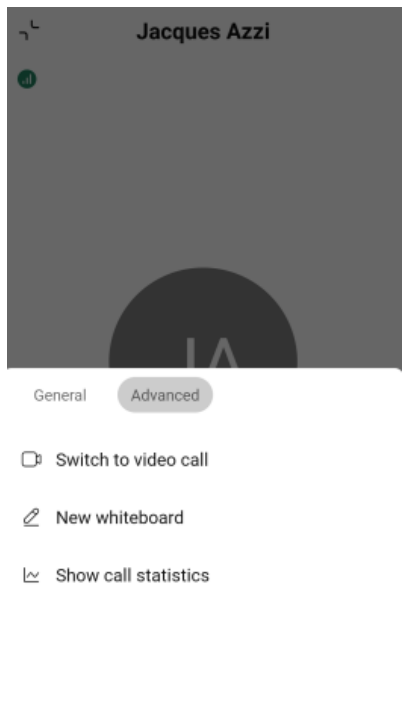 Jacques Azzi
JA
General
Advanced
Switch to video call
New whiteboard
Show call statistics